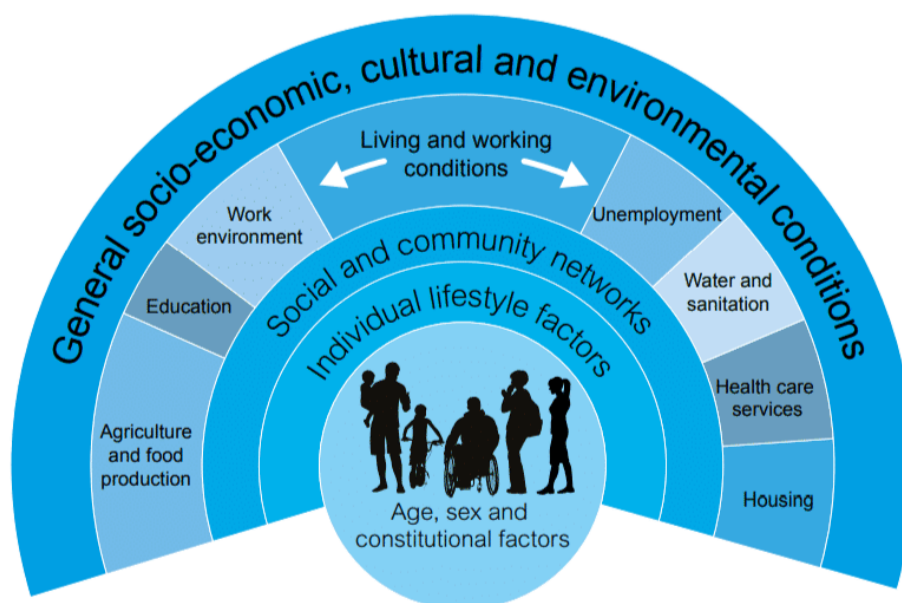 General socio-economic, cultural and environmental conditions
Living and working
conditions
Work
environment
Unemployment
Education
Water and
sanitation
Agriculture
and food
production
Health care
services
Housing
Social and community networks
Individual lifestyle factors
Age, sex and
constitutional factors